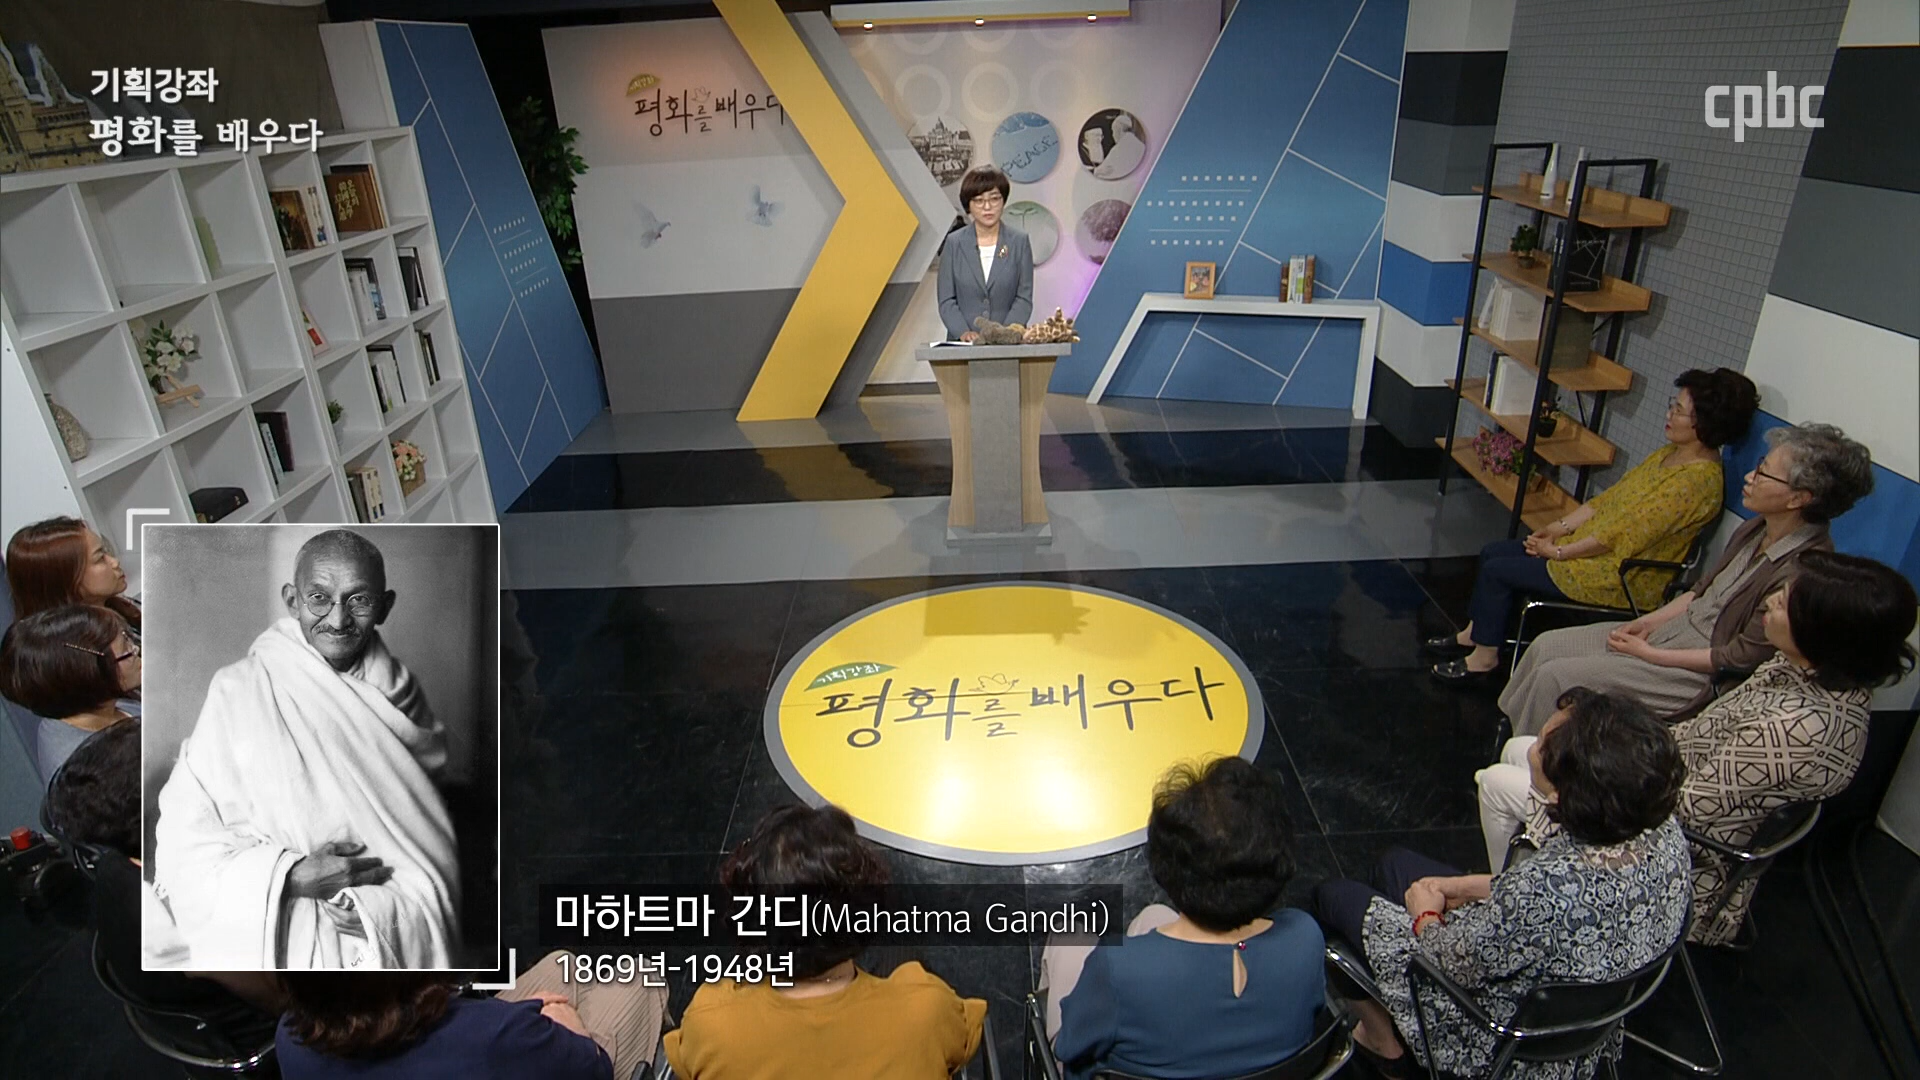 기획강좌
평화를 배우다
cpbc
평화를 배우다
PEACE
기획강좌
평화를 배우다
마하트마 간디(Mahatma Gandhi)
1869년-1948년